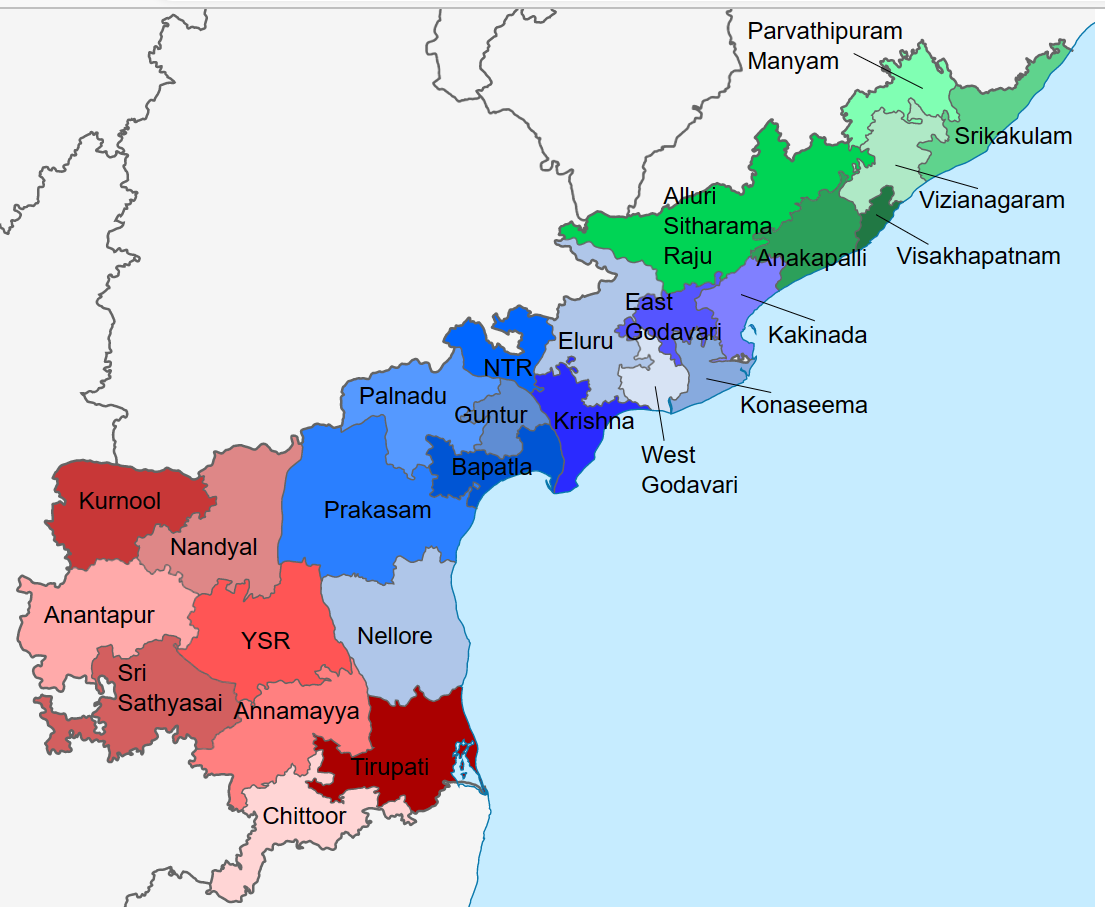 Parvathipuram
Manyam
Srikakulam
Alluri
Sitharama
Raju
Vizianagaram
Anakapalli
Visakhapatnam
East
Godavari
Eluru
Kakinada
NTR
Palnadu
Guntur
Krishna
Konaseema
Bapatla
West
Godavari
Kurnool
Prakasam
Nandyal
Anantapur
YSR
Nellore
Sri
Sathyasai
Annamayya
Tirupati
Chittoor